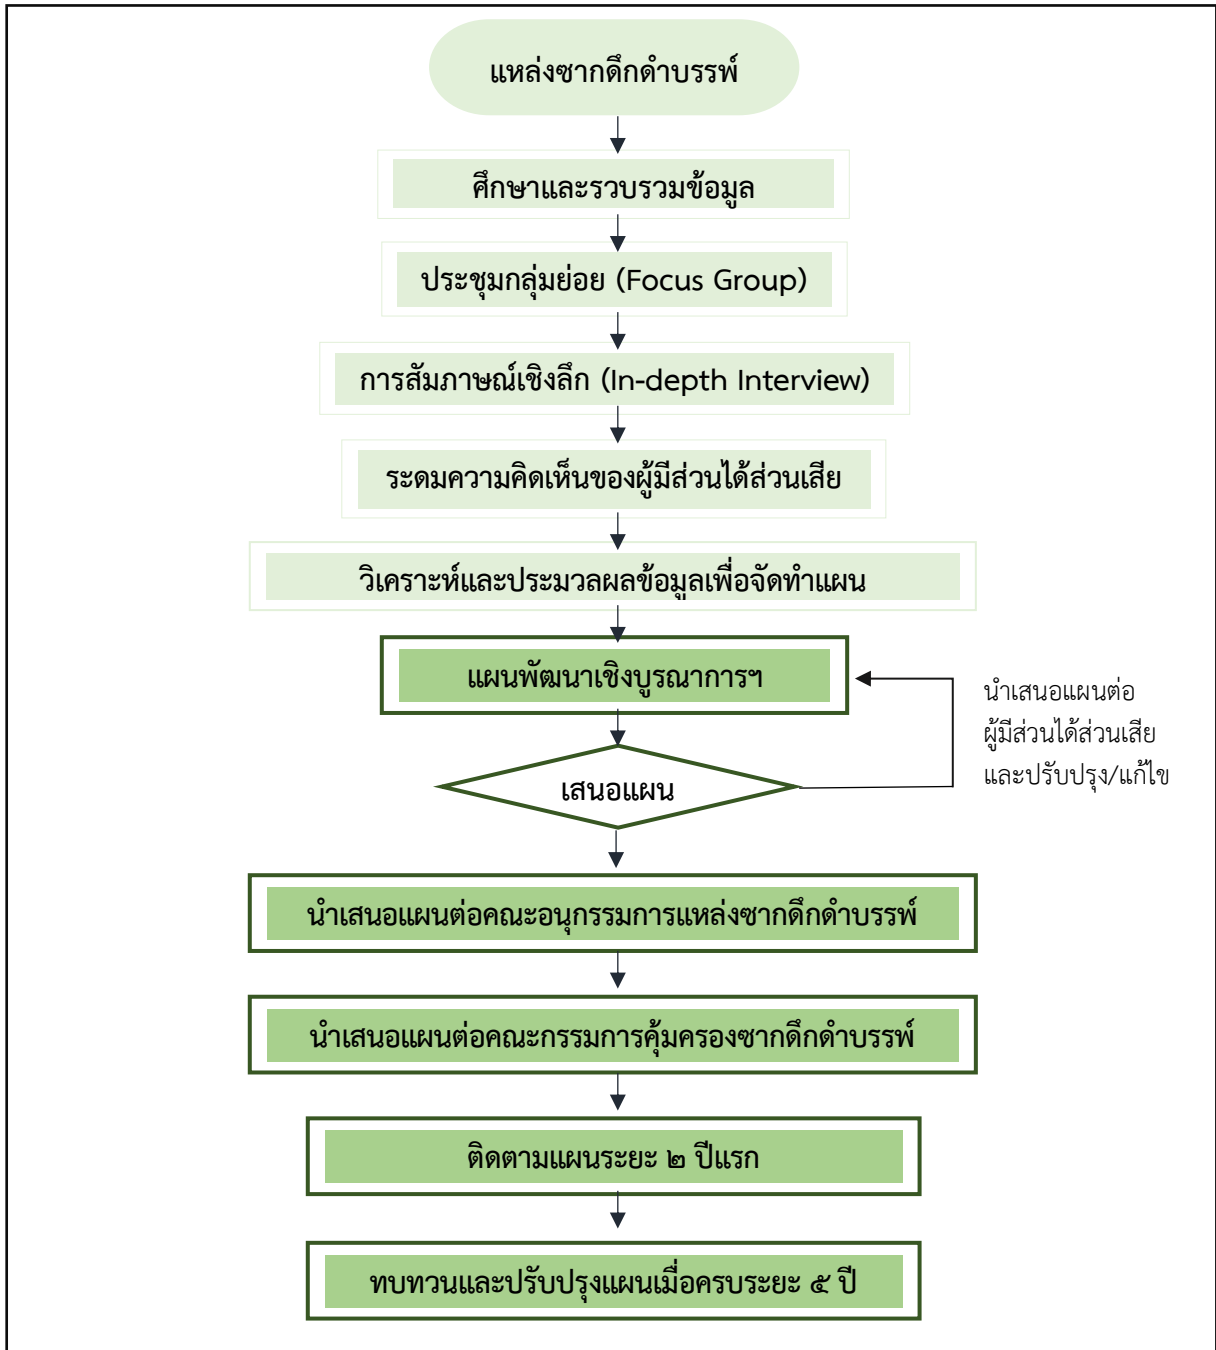 แหล่งซากดึกดำบรรพ์
ศึกษาและรวบรวมข้อมูล
ประชุมกลุ่มย่อย (Focus Group)
การสัมภาษณ์เชิงลึก (In-depth Interview)
ระดมความคิดเห็นของผู้มีส่วนได้ส่วนเสีย
วิเคราะห์และประมวลผลข้อมูลเพื่อจัดทำแผน
แผนพัฒนาเชิงบูรณาการฯ
นำเสนอแผนต่อ
ผู้มีส่วนได้ส่วนเสีย
และปรับปรุง/แก้ไข
เสนอแผน
นำเสนอแผนต่อคณะอนุกรรมการแหล่งซากดึกดำบรรพ์
นำเสนอแผนต่อคณะกรรมการคุ้มครองซากดึกดำบรรพ์
ติดตามแผนระยะ ๒ ปีแรก
ทบทวนและปรับปรุงแผนเมื่อครบระยะ ๕ ปี